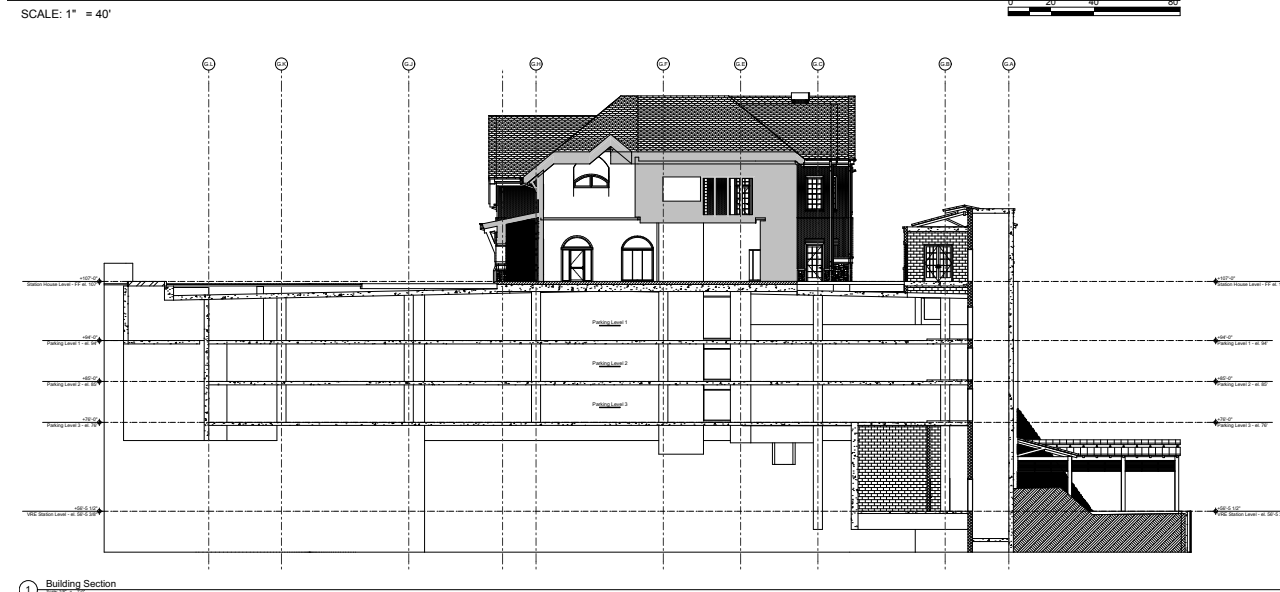 SCALE: 1" = 40'
0 20 40 80'
G.L G.K G.J G.H G.F G.E G.C G.B G.A
+107'-0" +107'-0"
Station House Level - FF el. 107' Station House Level - FF el.
Parking Level 1
+94'-0" +94'-0"
Parking Level 1 - el. 94' Parking Level 1 - el. 94'
Parking Level 2
+85'-0" +85'-0"
Parking Level 2 - el. 85' Parking Level 2 - el. 85'
Parking Level 3
+76'-0" +76'-0"
Parking Level 3 - el. 76' Parking Level 3 - el. 76'
+56'-5 1/2" +56'-5 1/2"
VRE Station Level - el. 56'-5 3/8" VRE Station Level - el. 56'-5
1 Building Section